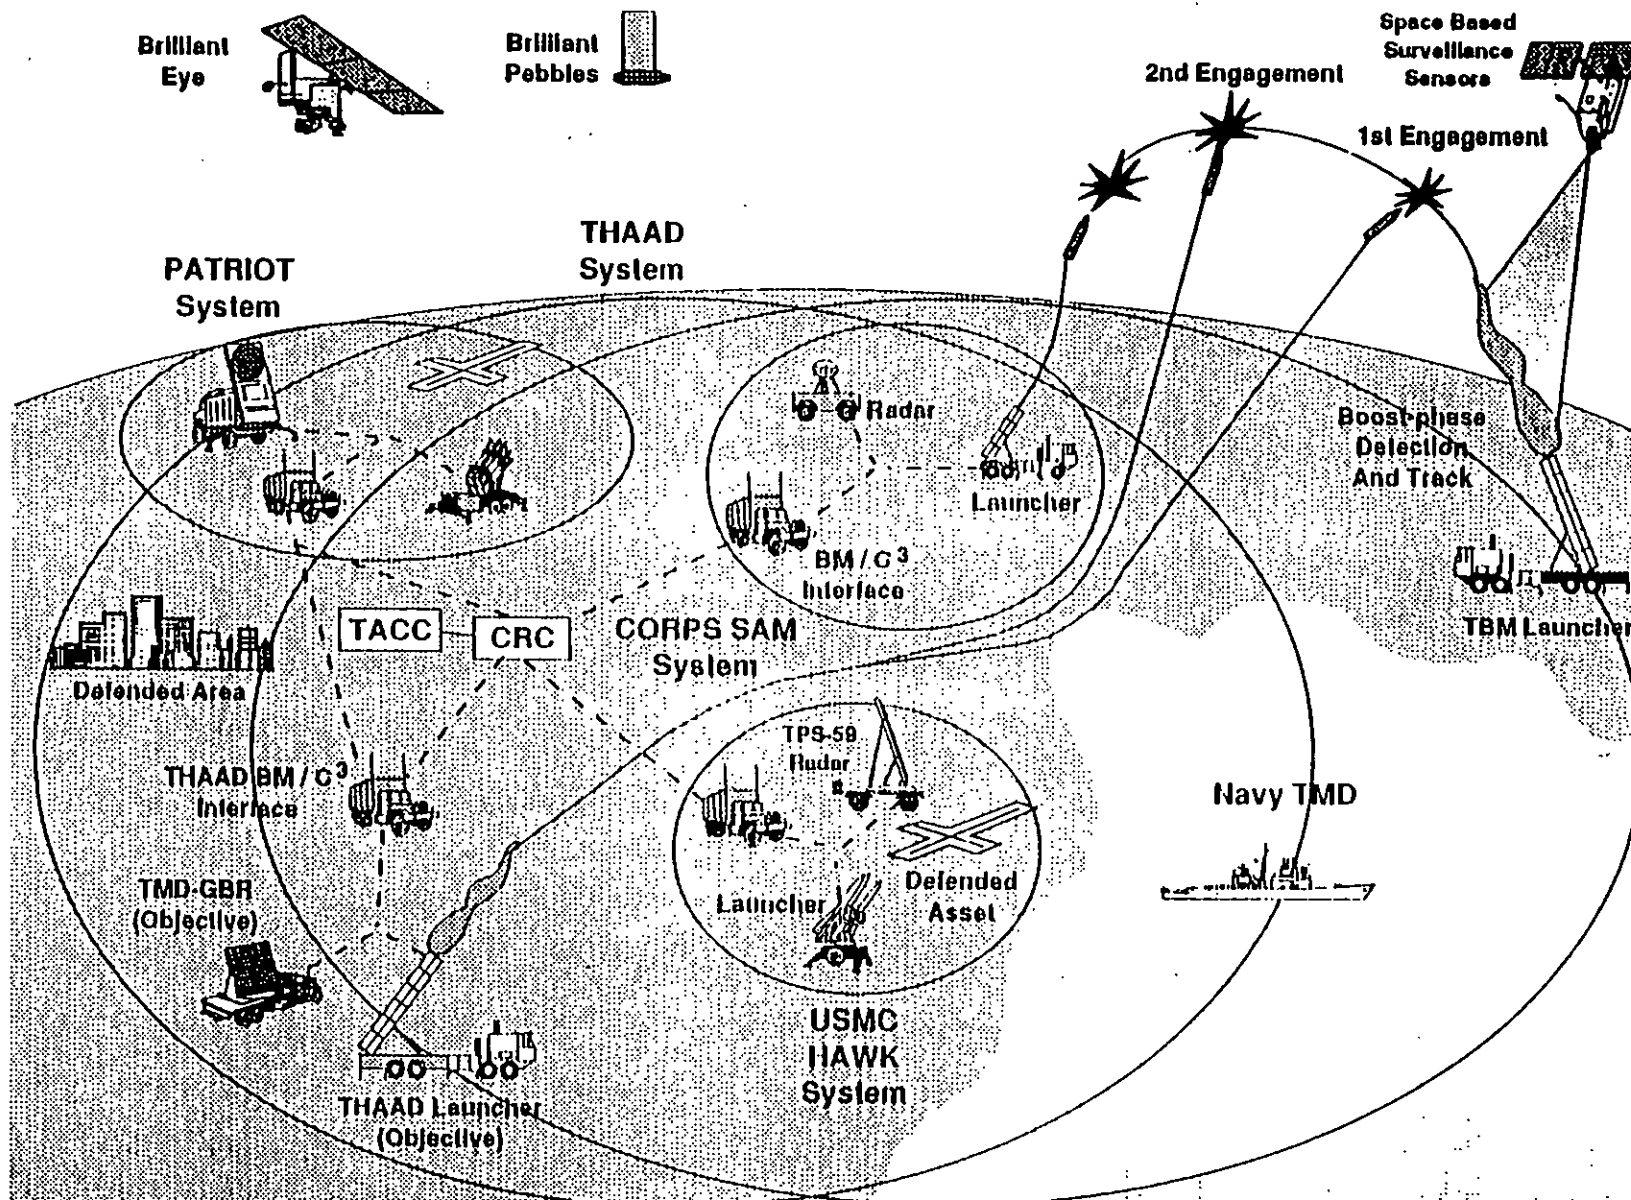 Brilliant
Eye
Brilliant
Pebbles
Space Based
Surveillance
Sensors
2nd Engagement
1st Engagement
THAAD
System
PATRIOT
System
Radar
Launcher
BM / C³
Interface
Boost-phase
Detection
And Track
TBM Launcher
TACC
CRC
CORPS SAM
System
Defended Area
TPS-59
Radar
THAAD BM / C³
Interface
Navy TMD
TMD-GBR
(Objective)
Launcher
Defended
Asset
USMC
HAWK
System
THAAD Launcher
(Objective)